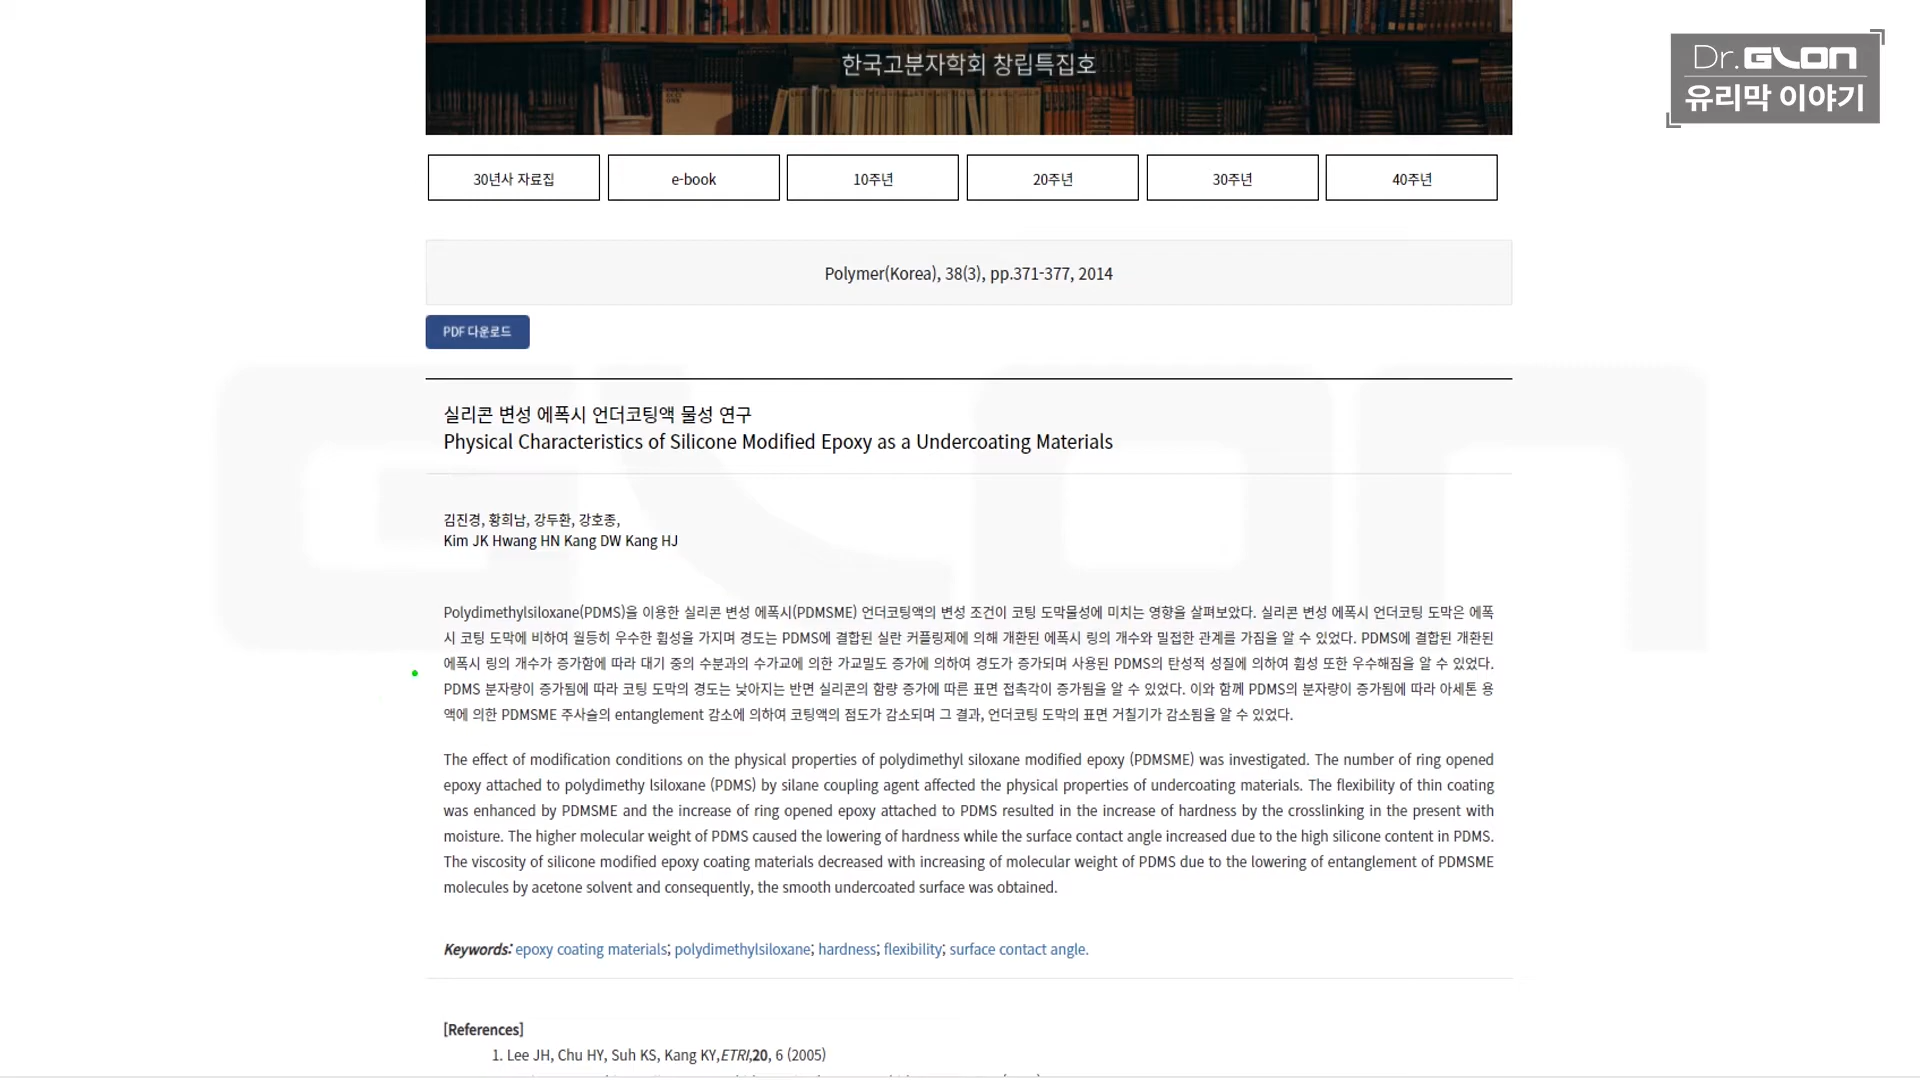 한국고분자학회 창립특집호
Dr.GLON
유리막 이야기
30년사 자료집
e-book
10주년
20주년
30주년
40주년
Polymer(Korea), 38(3), pp.371-377, 2014
PDF 다운로드
실리콘 변성 에폭시 언더코팅액 물성 연구
Physical Characteristics of Silicone Modified Epoxy as a Undercoating Materials
김진경, 황희남, 강두환, 강호종,
Kim JK Hwang HN Kang DW Kang HJ
Polydimethylsiloxane(PDMS)을 이용한 실리콘 변성 에폭시(PDMSME) 언더코팅액의 변성 조건이 코팅 도막물성에 미치는 영향을 살펴보았다. 실리콘 변성 에폭시 언더코팅 도막은 에폭
시 코팅 도막에 비하여 월등히 우수한 휨성을 가지며 경도는 PDMS에 결합된 실란 커플링제에 의해 개환된 에폭시 링의 개수와 밀접한 관계를 가짐을 알 수 있었다. PDMS에 결합된 개환된
에폭시 링의 개수가 증가함에 따라 대기 중의 수분과의 수가교에 의한 가교밀도 증가에 의하여 경도가 증가되며 사용된 PDMS의 탄성적 성질에 의하여 휨성 또한 우수해짐을 알 수 있었다.
PDMS 분자량이 증가됨에 따라 코팅 도막의 경도는 낮아지는 반면 실리콘의 함량 증가에 따른 표면 접촉각이 증가됨을 알 수 있었다. 이와 함께 PDMS의 분자량이 증가됨에 따라 아세톤 용
액에 의한 PDMSME 주사슬의 entanglement 감소에 의하여 코팅액의 점도가 감소되며 그 결과, 언더코팅 도막의 표면 거칠기가 감소됨을 알 수 있었다.
The effect of modification conditions on the physical properties of polydimethyl siloxane modified epoxy (PDMSME) was investigated. The number of ring opened
epoxy attached to polydimethy lsiloxane (PDMS) by silane coupling agent affected the physical properties of undercoating materials. The flexibility of thin coating
was enhanced by PDMSME and the increase of ring opened epoxy attached to PDMS resulted in the increase of hardness by the crosslinking in the present with
moisture. The higher molecular weight of PDMS caused the lowering of hardness while the surface contact angle increased due to the high silicone content in PDMS.
The viscosity of silicone modified epoxy coating materials decreased with increasing of molecular weight of PDMS due to the lowering of entanglement of PDMSME
molecules by acetone solvent and consequently, the smooth undercoated surface was obtained.
Keywords: epoxy coating materials; polydimethylsiloxane; hardness; flexibility; surface contact angle.
[References]
1. Lee JH, Chu HY, Suh KS, Kang KY,ETRI,20, 6 (2005)
GLON